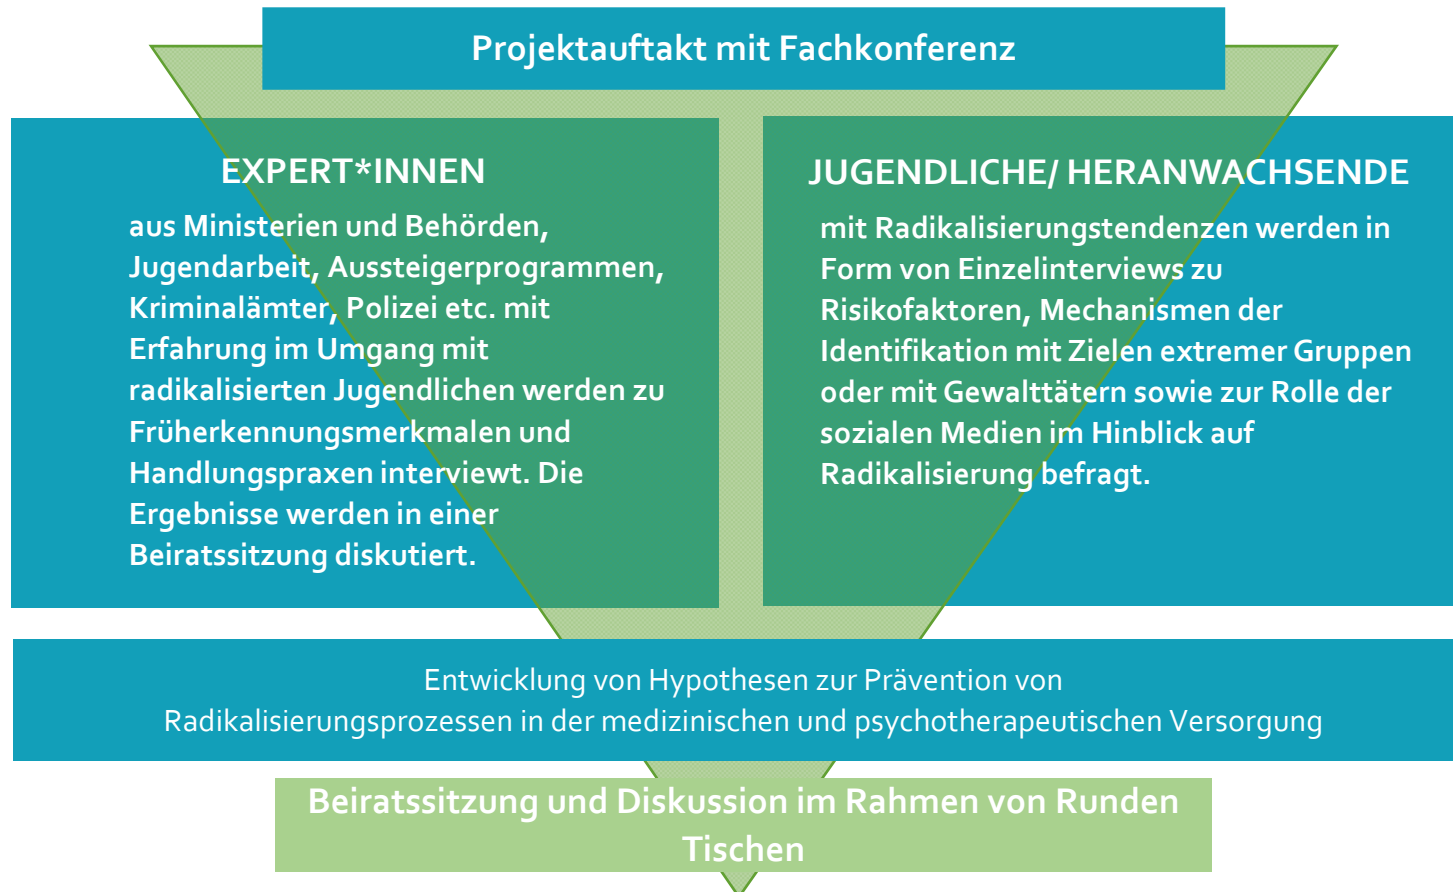 Projektauftakt mit Fachkonferenz
EXPERT*INNEN
aus Ministerien und Behörden,
Jugendarbeit, Aussteigerprogrammen,
Kriminalämter, Polizei etc. mit
Erfahrung im Umgang mit
radikalisierten Jugendlichen werden zu
Früherkennungsmerkmalen und
Handlungspraxen interviewt. Die
Ergebnisse werden in einer
Beiratssitzung diskutiert.
JUGENDLICHE/ HERANWACHSENDE
mit Radikalisierungstendenzen werden in
Form von Einzelinterviews zu
Risikofaktoren, Mechanismen der
Identifikation mit Zielen extremer Gruppen
oder mit Gewalttätern sowie zur Rolle der
sozialen Medien im Hinblick auf
Radikalisierung befragt.
Entwicklung von Hypothesen zur Prävention von
Radikalisierungsprozessen in der medizinischen und psychotherapeutischen Versorgung
Beiratssitzung und Diskussion im Rahmen von Runden
Tischen